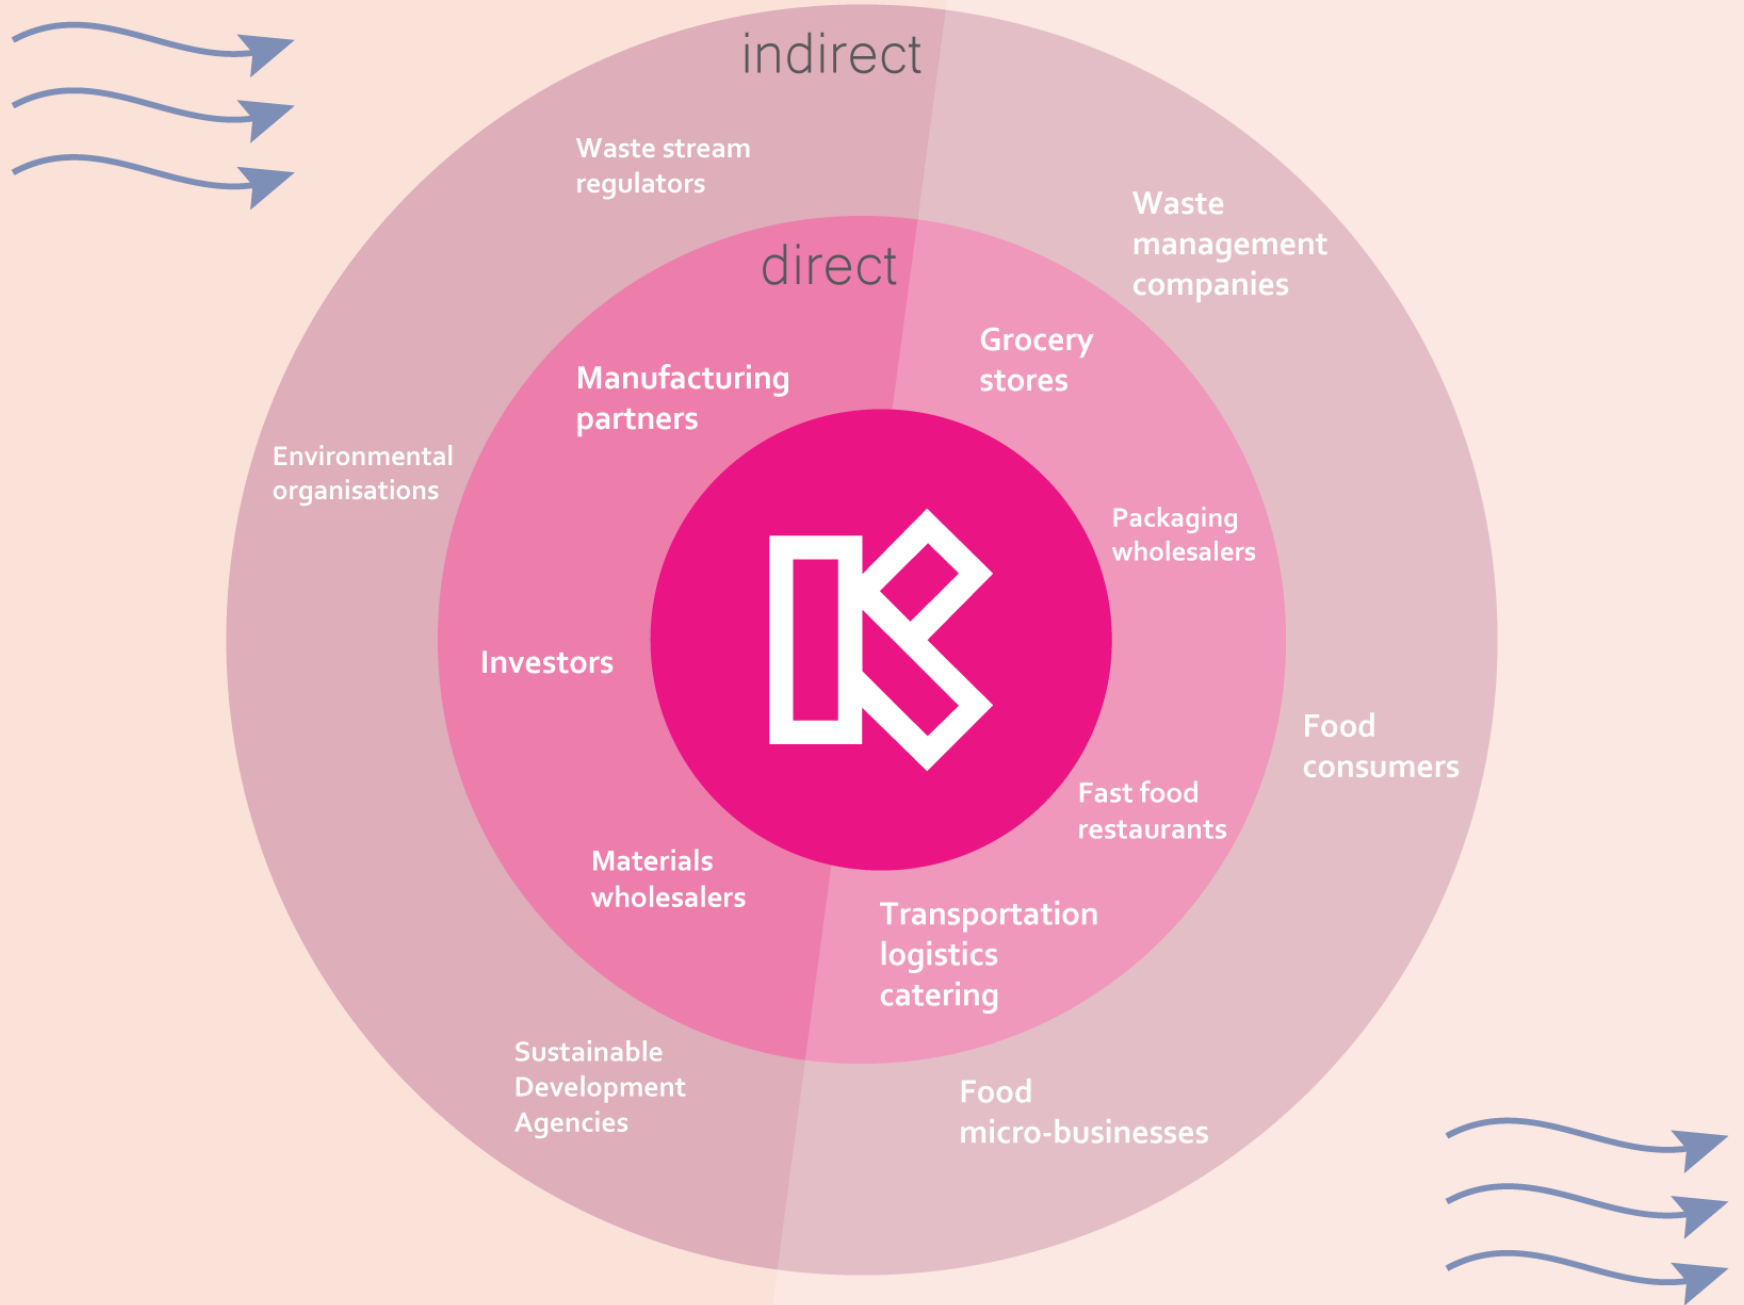 indirect
Waste stream
regulators
Waste
management
companies
direct
Grocery
stores
Manufacturing
partners
Environmental
organisations
Packaging
wholesalers
K
Investors
Food
consumers
Fast food
restaurants
Materials
wholesalers
Transportation
logistics
catering
Sustainable
Development
Agencies
Food
micro-businesses